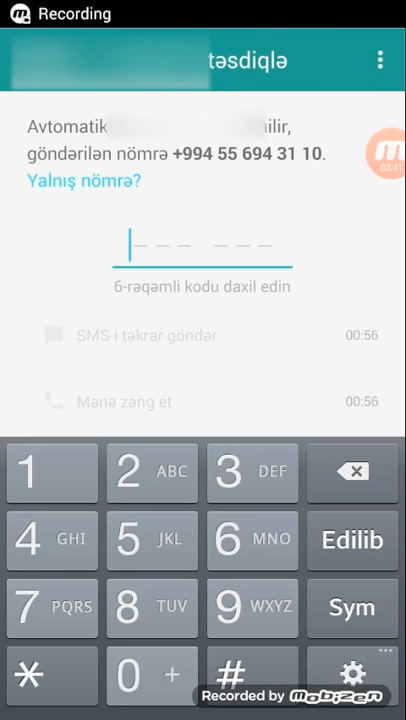 Recording
təsdiqlə
Avtomatik
göndərilən nömrə +994 55 694 31 10.
Yalnış nömrə?
03:41
6-rəqəmli kodu daxil edin
SMS-i təkrar göndər 00:56
Mənə zəng et 00:56
1 2 ABC 3 DEF
4 GHI 5 JKL 6 MNO Edilib
7 PQRS 8 TUV 9 WXYZ Sym
* 0 + #
Recorded by mobizen